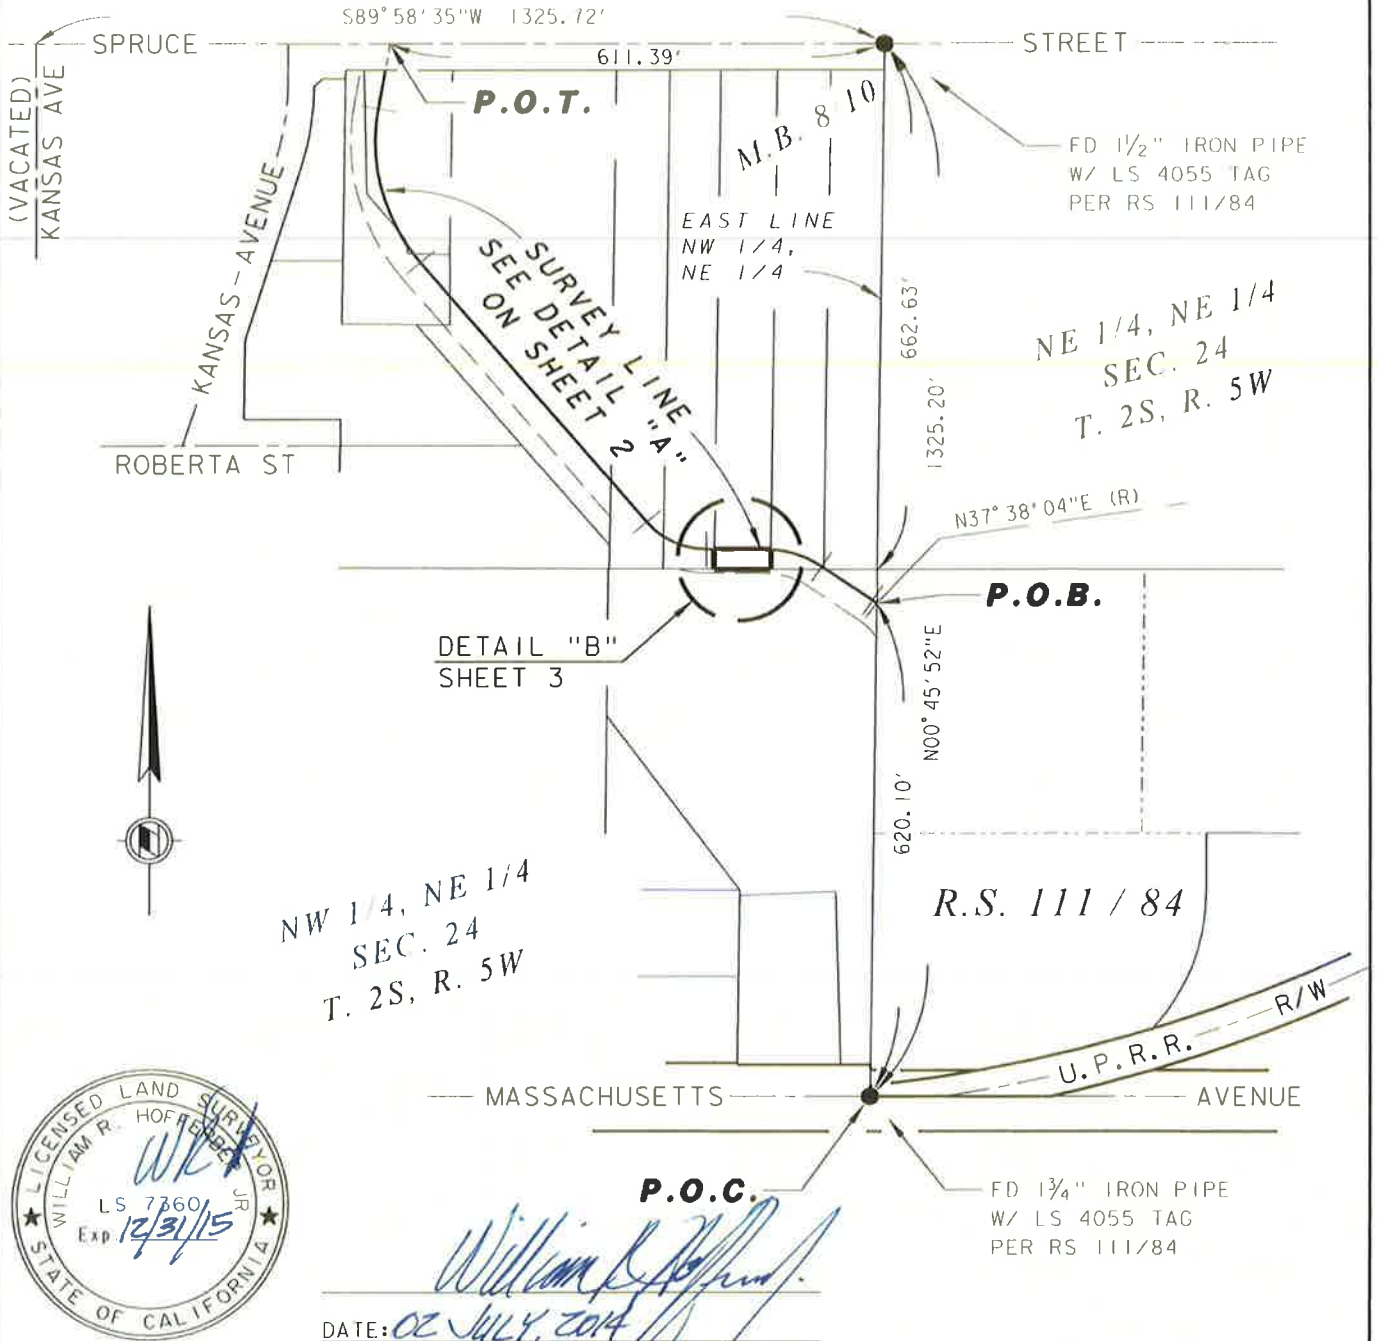 S89°58'35"W 1325.72'
SPRUCE
STREET
611.39'
(VACATED)
KANSAS AVE
P.O.T.
M.B. 8 10
FD 1½" IRON PIPE
W/ LS 4055 TAG
PER RS 111/84
KANSAS AVENUE
EAST LINE
NW 1/4,
NE 1/4
SURVEY LINE
SEE DETAIL "A"
ON SHEET 2
662.63'
1325.20'
NE 1/4, NE 1/4
SEC. 24
T. 2S, R. 5W
ROBERTA ST
N37°38'04"E (R)
P.O.B.
DETAIL "B"
SHEET 3
N00°45'52"E
620.10'
NW 1/4, NE 1/4
SEC. 24
T. 2S, R. 5W
R.S. 111 / 84
U.P.R.R. R/W
MASSACHUSETTS
AVENUE
P.O.C.
FD 1¾" IRON PIPE
W/ LS 4055 TAG
PER RS 111/84
LICENSED LAND SURVEYOR
WILLIAM R. HOFFERBER JR
LS 7360
Exp 12/31/15
STATE OF CALIFORNIA
DATE: 02 JULY, 2014